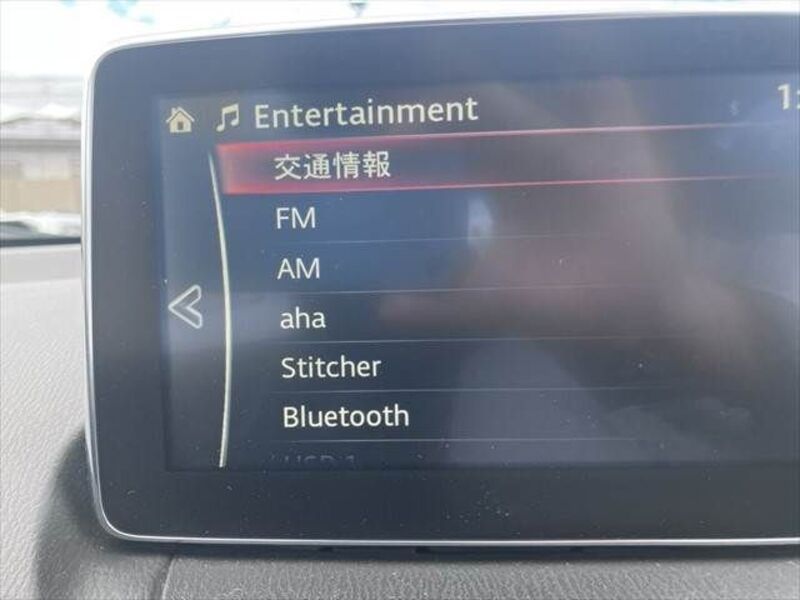 Entertainment
交通情報
FM
AM
aha
Stitcher
Bluetooth